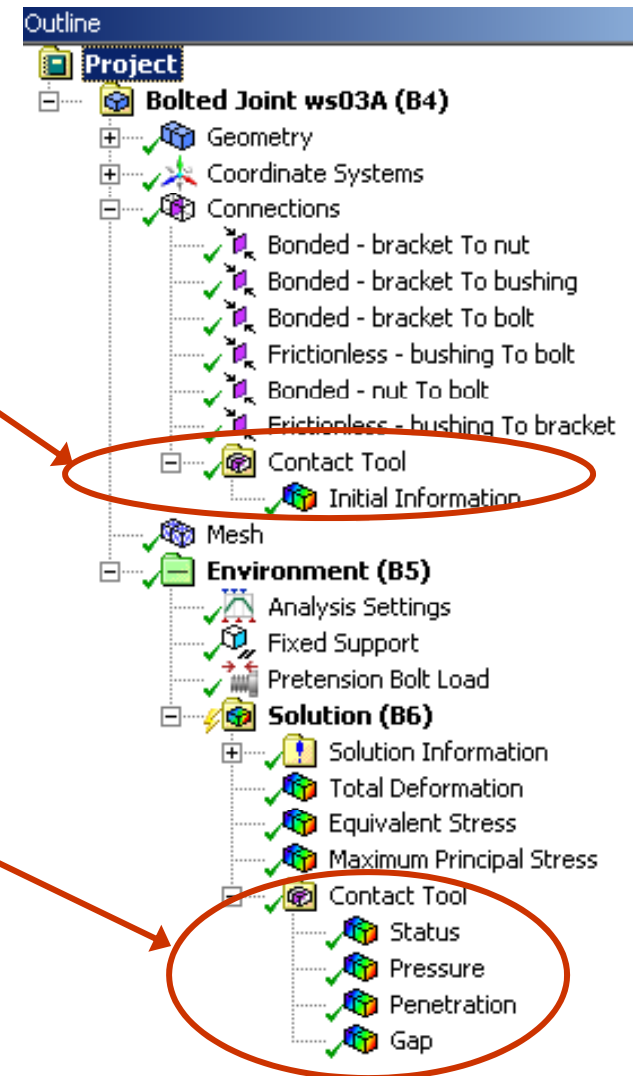 Outline
Project
Bolted Joint ws03A (B4)
Geometry
Coordinate Systems
Connections
Bonded - bracket To nut
Bonded - bracket To bushing
Bonded - bracket To bolt
Frictionless - bushing To bolt
Bonded - nut To bolt
Frictionless - bushing To bracket
Contact Tool
Initial Information
Mesh
Environment (B5)
Analysis Settings
Fixed Support
Pretension Bolt Load
Solution (B6)
Solution Information
Total Deformation
Equivalent Stress
Maximum Principal Stress
Contact Tool
Status
Pressure
Penetration
Gap